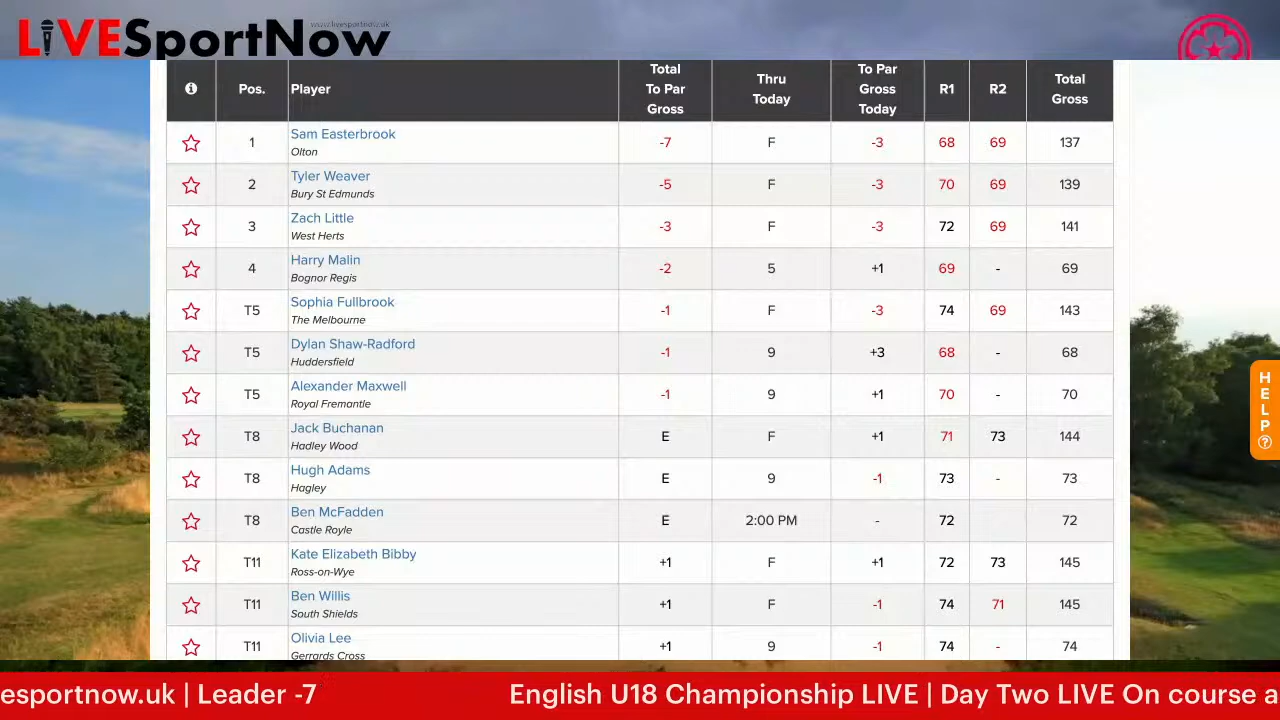 www.livesportnow.uk
LiVESportNow
Pos.
Player
Total
To Par
Gross
Thru
Today
To Par
Gross
Today
R1
R2
Total
Gross
1 Sam Easterbrook -7 F -3 68 69 137
Olton
2 Tyler Weaver -5 F -3 70 69 139
Bury St Edmunds
3 Zach Little -3 F -3 72 69 141
West Herts
4 Harry Malin -2 5 +1 69 - 69
Bognor Regis
T5 Sophia Fullbrook -1 F -3 74 69 143
The Melbourne
T5 Dylan Shaw-Radford -1 9 +3 68 - 68
Huddersfield
T5 Alexander Maxwell -1 9 +1 70 - 70
Royal Fremantle
T8 Jack Buchanan E F +1 71 73 144
Hadley Wood
T8 Hugh Adams E 9 -1 73 - 73
Hagley
T8 Ben McFadden E 2:00 PM - 72 72
Castle Royle
T11 Kate Elizabeth Bibby +1 F +1 72 73 145
Ross-on-Wye
T11 Ben Willis +1 F -1 74 71 145
South Shields
T11 Olivia Lee +1 9 -1 74 - 74
Gerrards Cross
HELP?
esportnow.uk | Leader -7 English U18 Championship LIVE | Day Two LIVE On course a